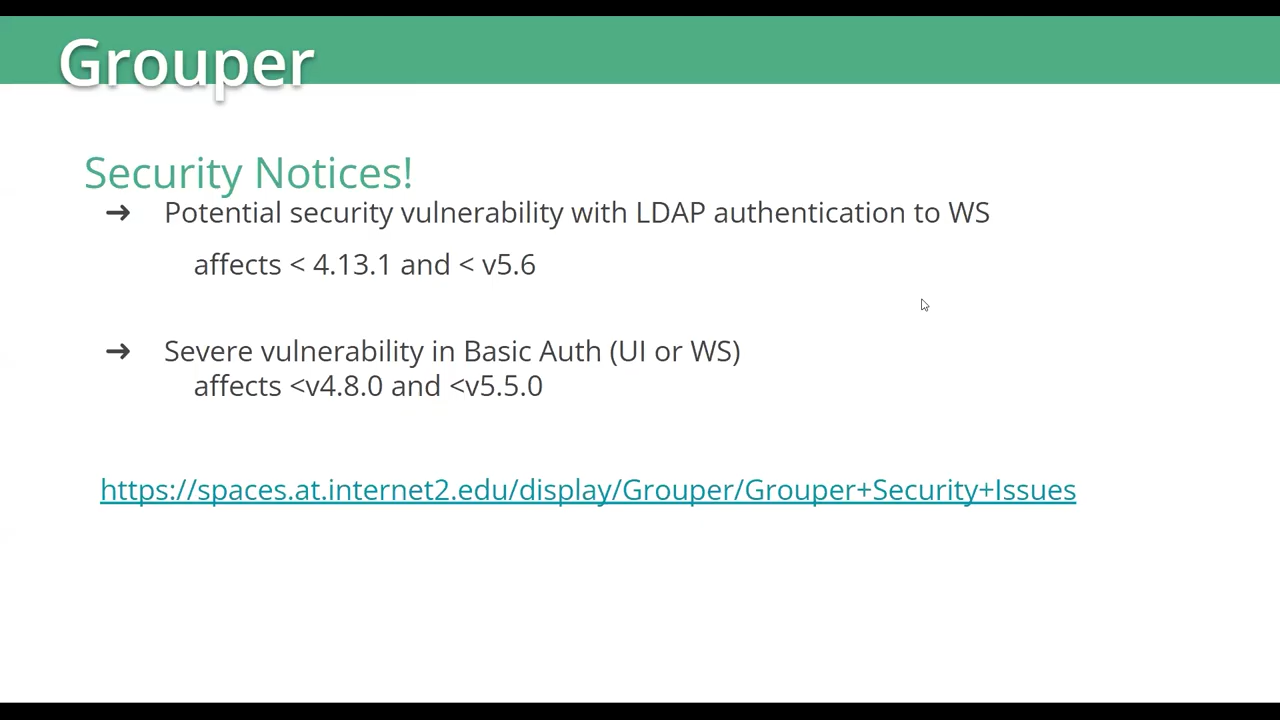 Grouper
Security Notices!
➔ Potential security vulnerability with LDAP authentication to WS
affects < 4.13.1 and < v5.6
➔ Severe vulnerability in Basic Auth (UI or WS)
affects <v4.8.0 and <v5.5.0
https://spaces.at.internet2.edu/display/Grouper/Grouper+Security+Issues